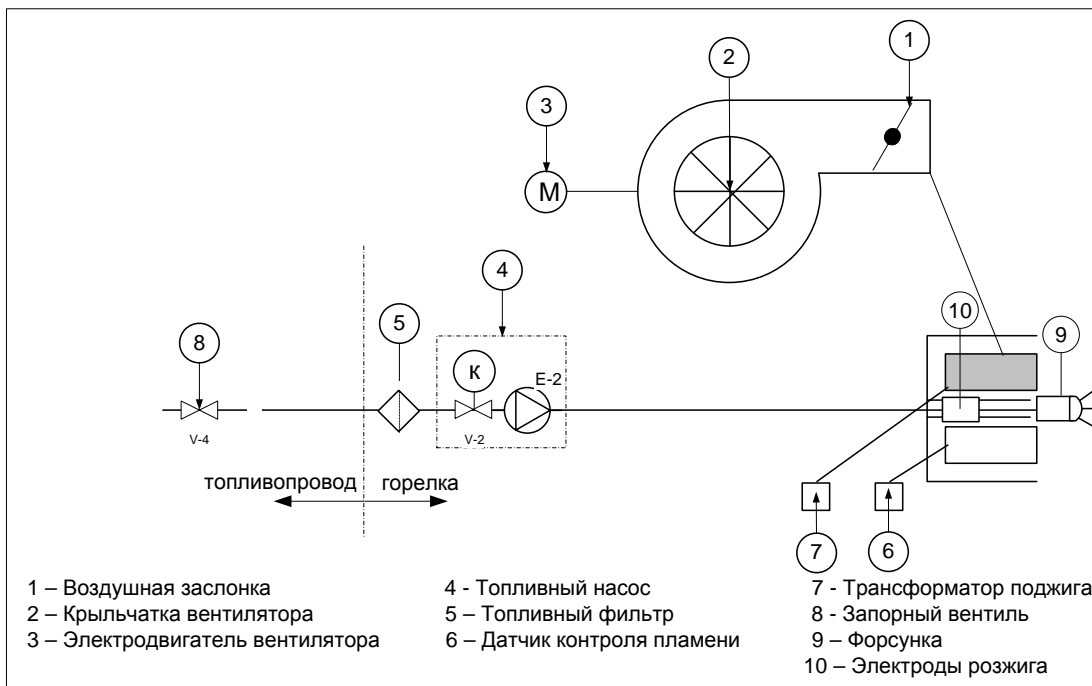 1
2
3
M
4
10
9
5
8
К
E-2
V-4
V-2
топливопровод
горелка
7
6
1 – Воздушная заслонка
2 – Крыльчатка вентилятора
3 – Электродвигатель вентилятора
4 - Топливный насос
5 – Топливный фильтр
6 – Датчик контроля пламени
7 - Трансформатор поджига
8 - Запорный вентиль
9 – Форсунка
10 – Электроды розжига